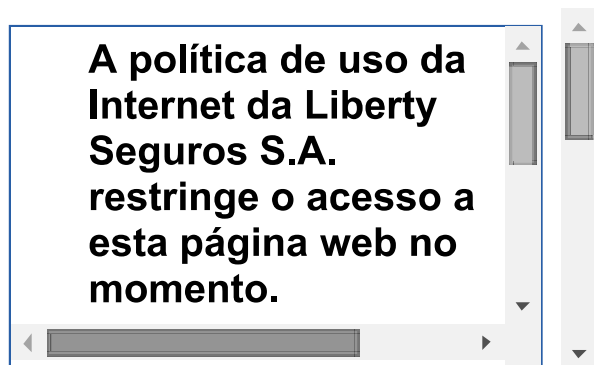 A política de uso da
Internet da Liberty
Seguros S.A.
restringe o acesso a
esta página web no
momento.